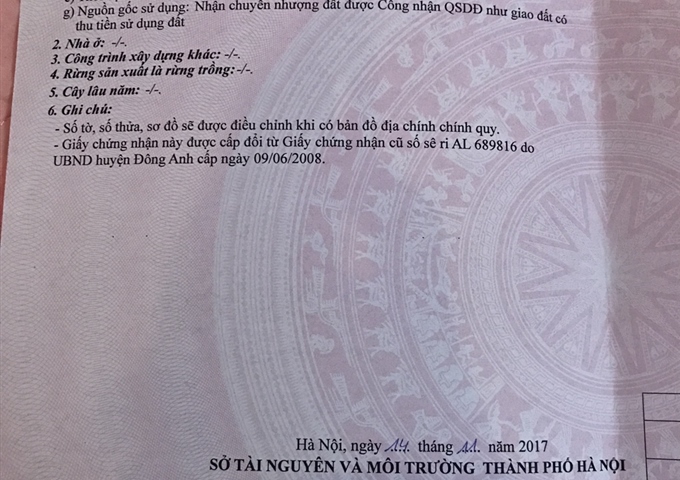 g) Nguồn gốc sử dụng: Nhận chuyển nhượng đất được Công nhận QSDĐ như giao đất có
thu tiền sử dụng đất
2. Nhà ở: -/-.
3. Công trình xây dựng khác: -/-.
4. Rừng sản xuất là rừng trồng: -/-.
5. Cây lâu năm: -/-.
6. Ghi chú:
- Số tờ, số thửa, sơ đồ sẽ được điều chỉnh khi có bản đồ địa chính chính quy.
- Giấy chứng nhận này được cấp đổi từ Giấy chứng nhận cũ số sê ri AL 689816 do
UBND huyện Đông Anh cấp ngày 09/06/2008.
Hà Nội, ngày 14 tháng 11 năm 2017
SỞ TÀI NGUYÊN VÀ MÔI TRƯỜNG THÀNH PHỐ HÀ NỘI